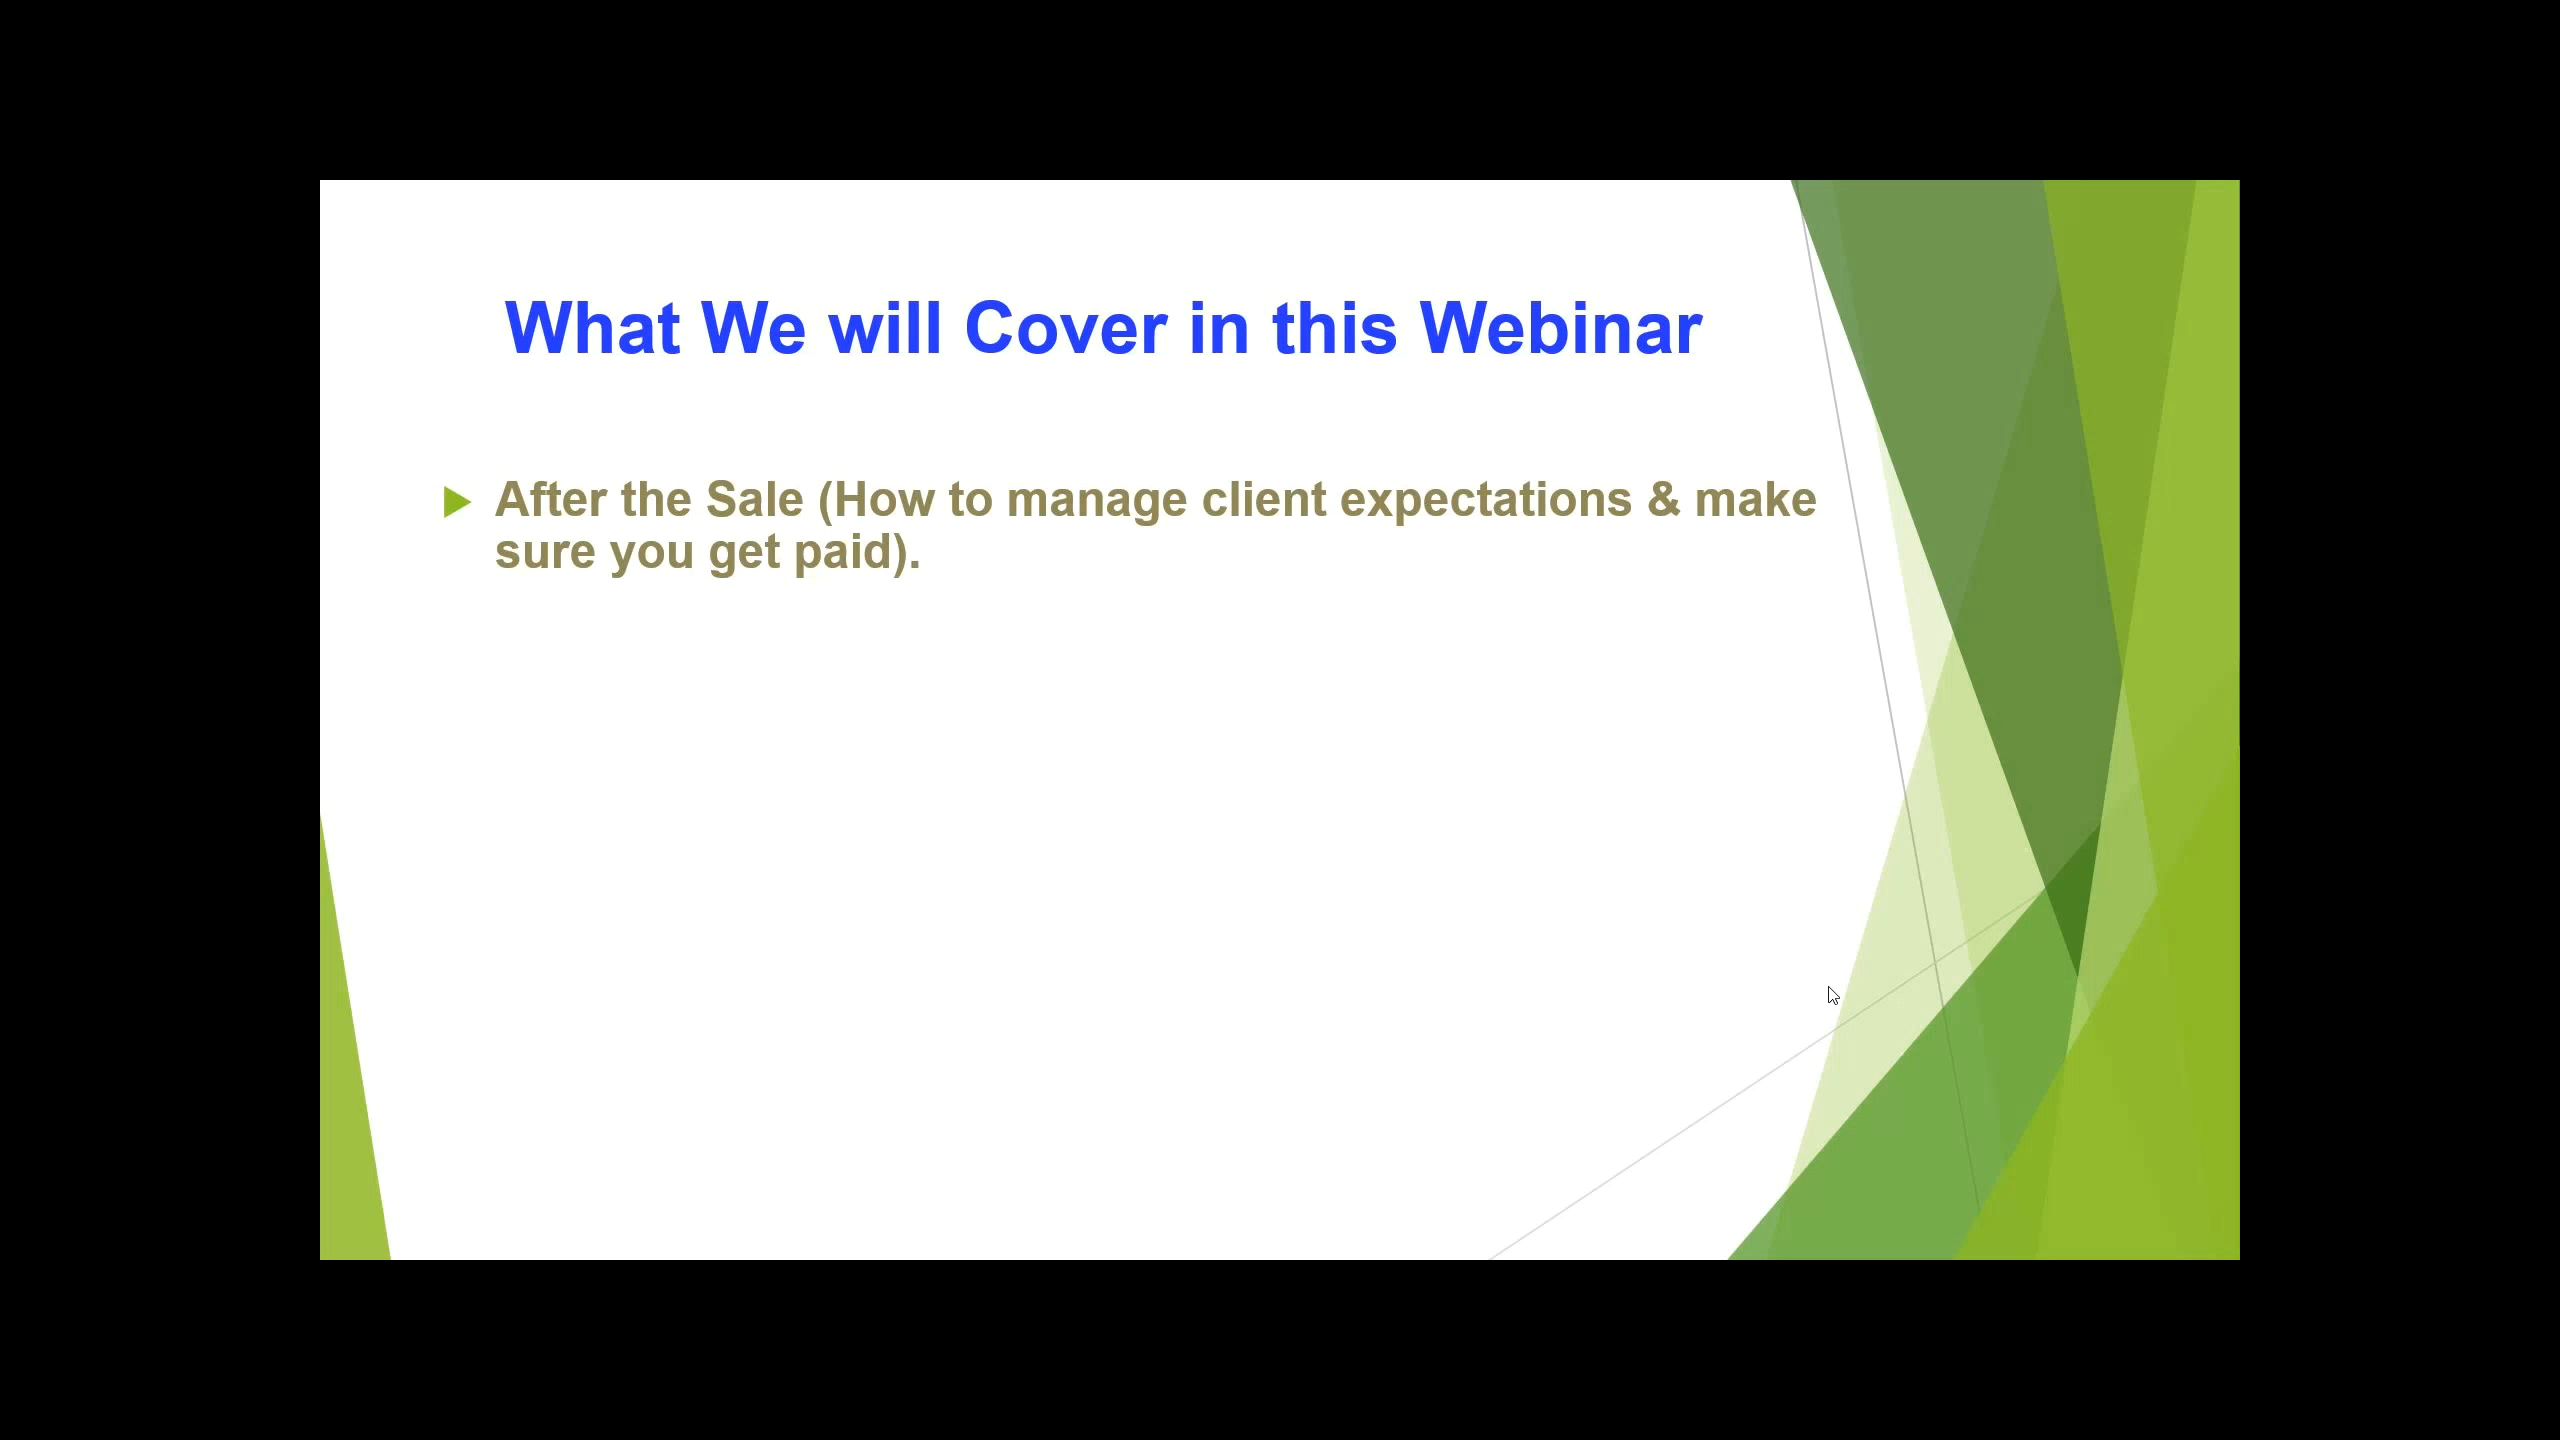 What We will Cover in this Webinar
After the Sale (How to manage client expectations & make
sure you get paid).